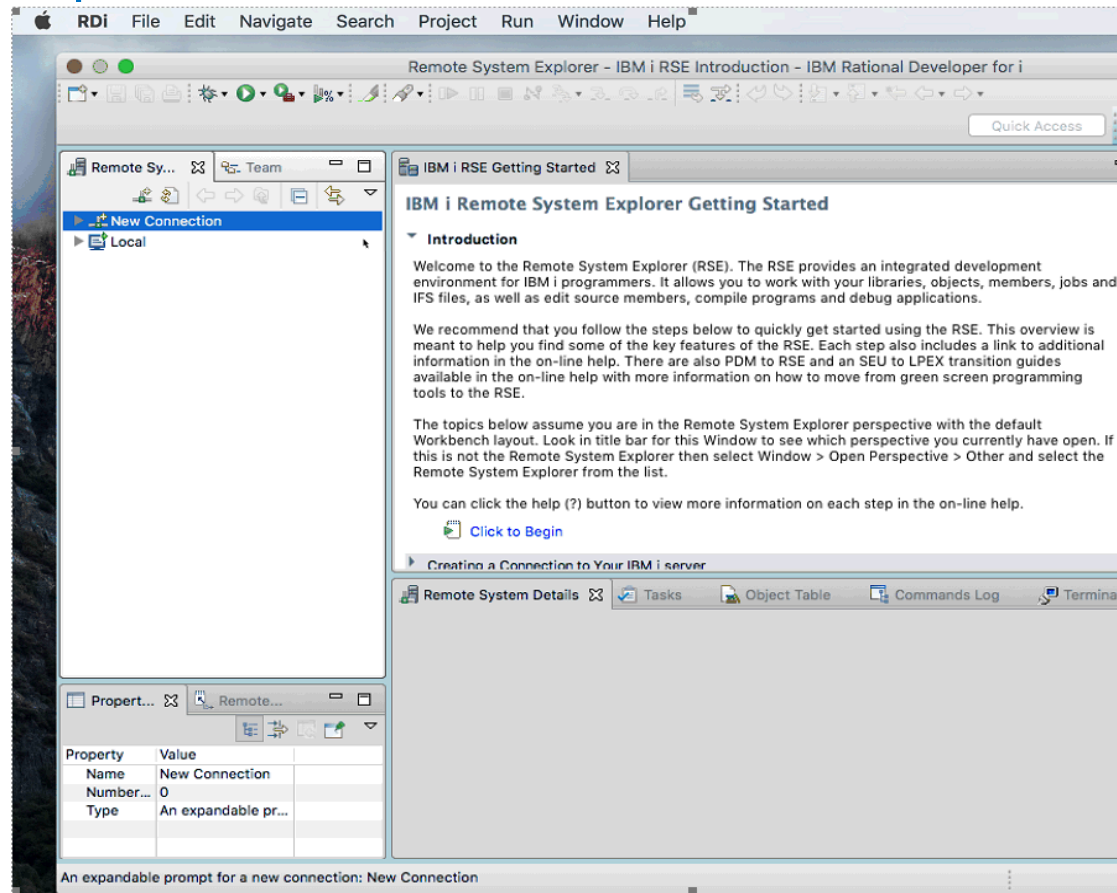 RDi File Edit Navigate Search Project Run Window Help
Remote System Explorer - IBM i RSE Introduction - IBM Rational Developer for i
Quick Access
Remote Sy... Team
New Connection
Local
IBM i RSE Getting Started
IBM i Remote System Explorer Getting Started
Introduction
Welcome to the Remote System Explorer (RSE). The RSE provides an integrated development
environment for IBM i programmers. It allows you to work with your libraries, objects, members, jobs and
IFS files, as well as edit source members, compile programs and debug applications.
We recommend that you follow the steps below to quickly get started using the RSE. This overview is
meant to help you find some of the key features of the RSE. Each step also includes a link to additional
information in the on-line help. There are also PDM to RSE and an SEU to LPEX transition guides
available in the on-line help with more information on how to move from green screen programming
tools to the RSE.
The topics below assume you are in the Remote System Explorer perspective with the default
Workbench layout. Look in title bar for this Window to see which perspective you currently have open. If
this is not the Remote System Explorer then select Window > Open Perspective > Other and select the
Remote System Explorer from the list.
You can click the help (?) button to view more information on each step in the on-line help.
Click to Begin
Creating a Connection to Your IBM i server
Remote System Details Tasks Object Table Commands Log Termina
Propert... Remote...
Property Value
Name New Connection
Number... 0
Type An expandable pr...
An expandable prompt for a new connection: New Connection